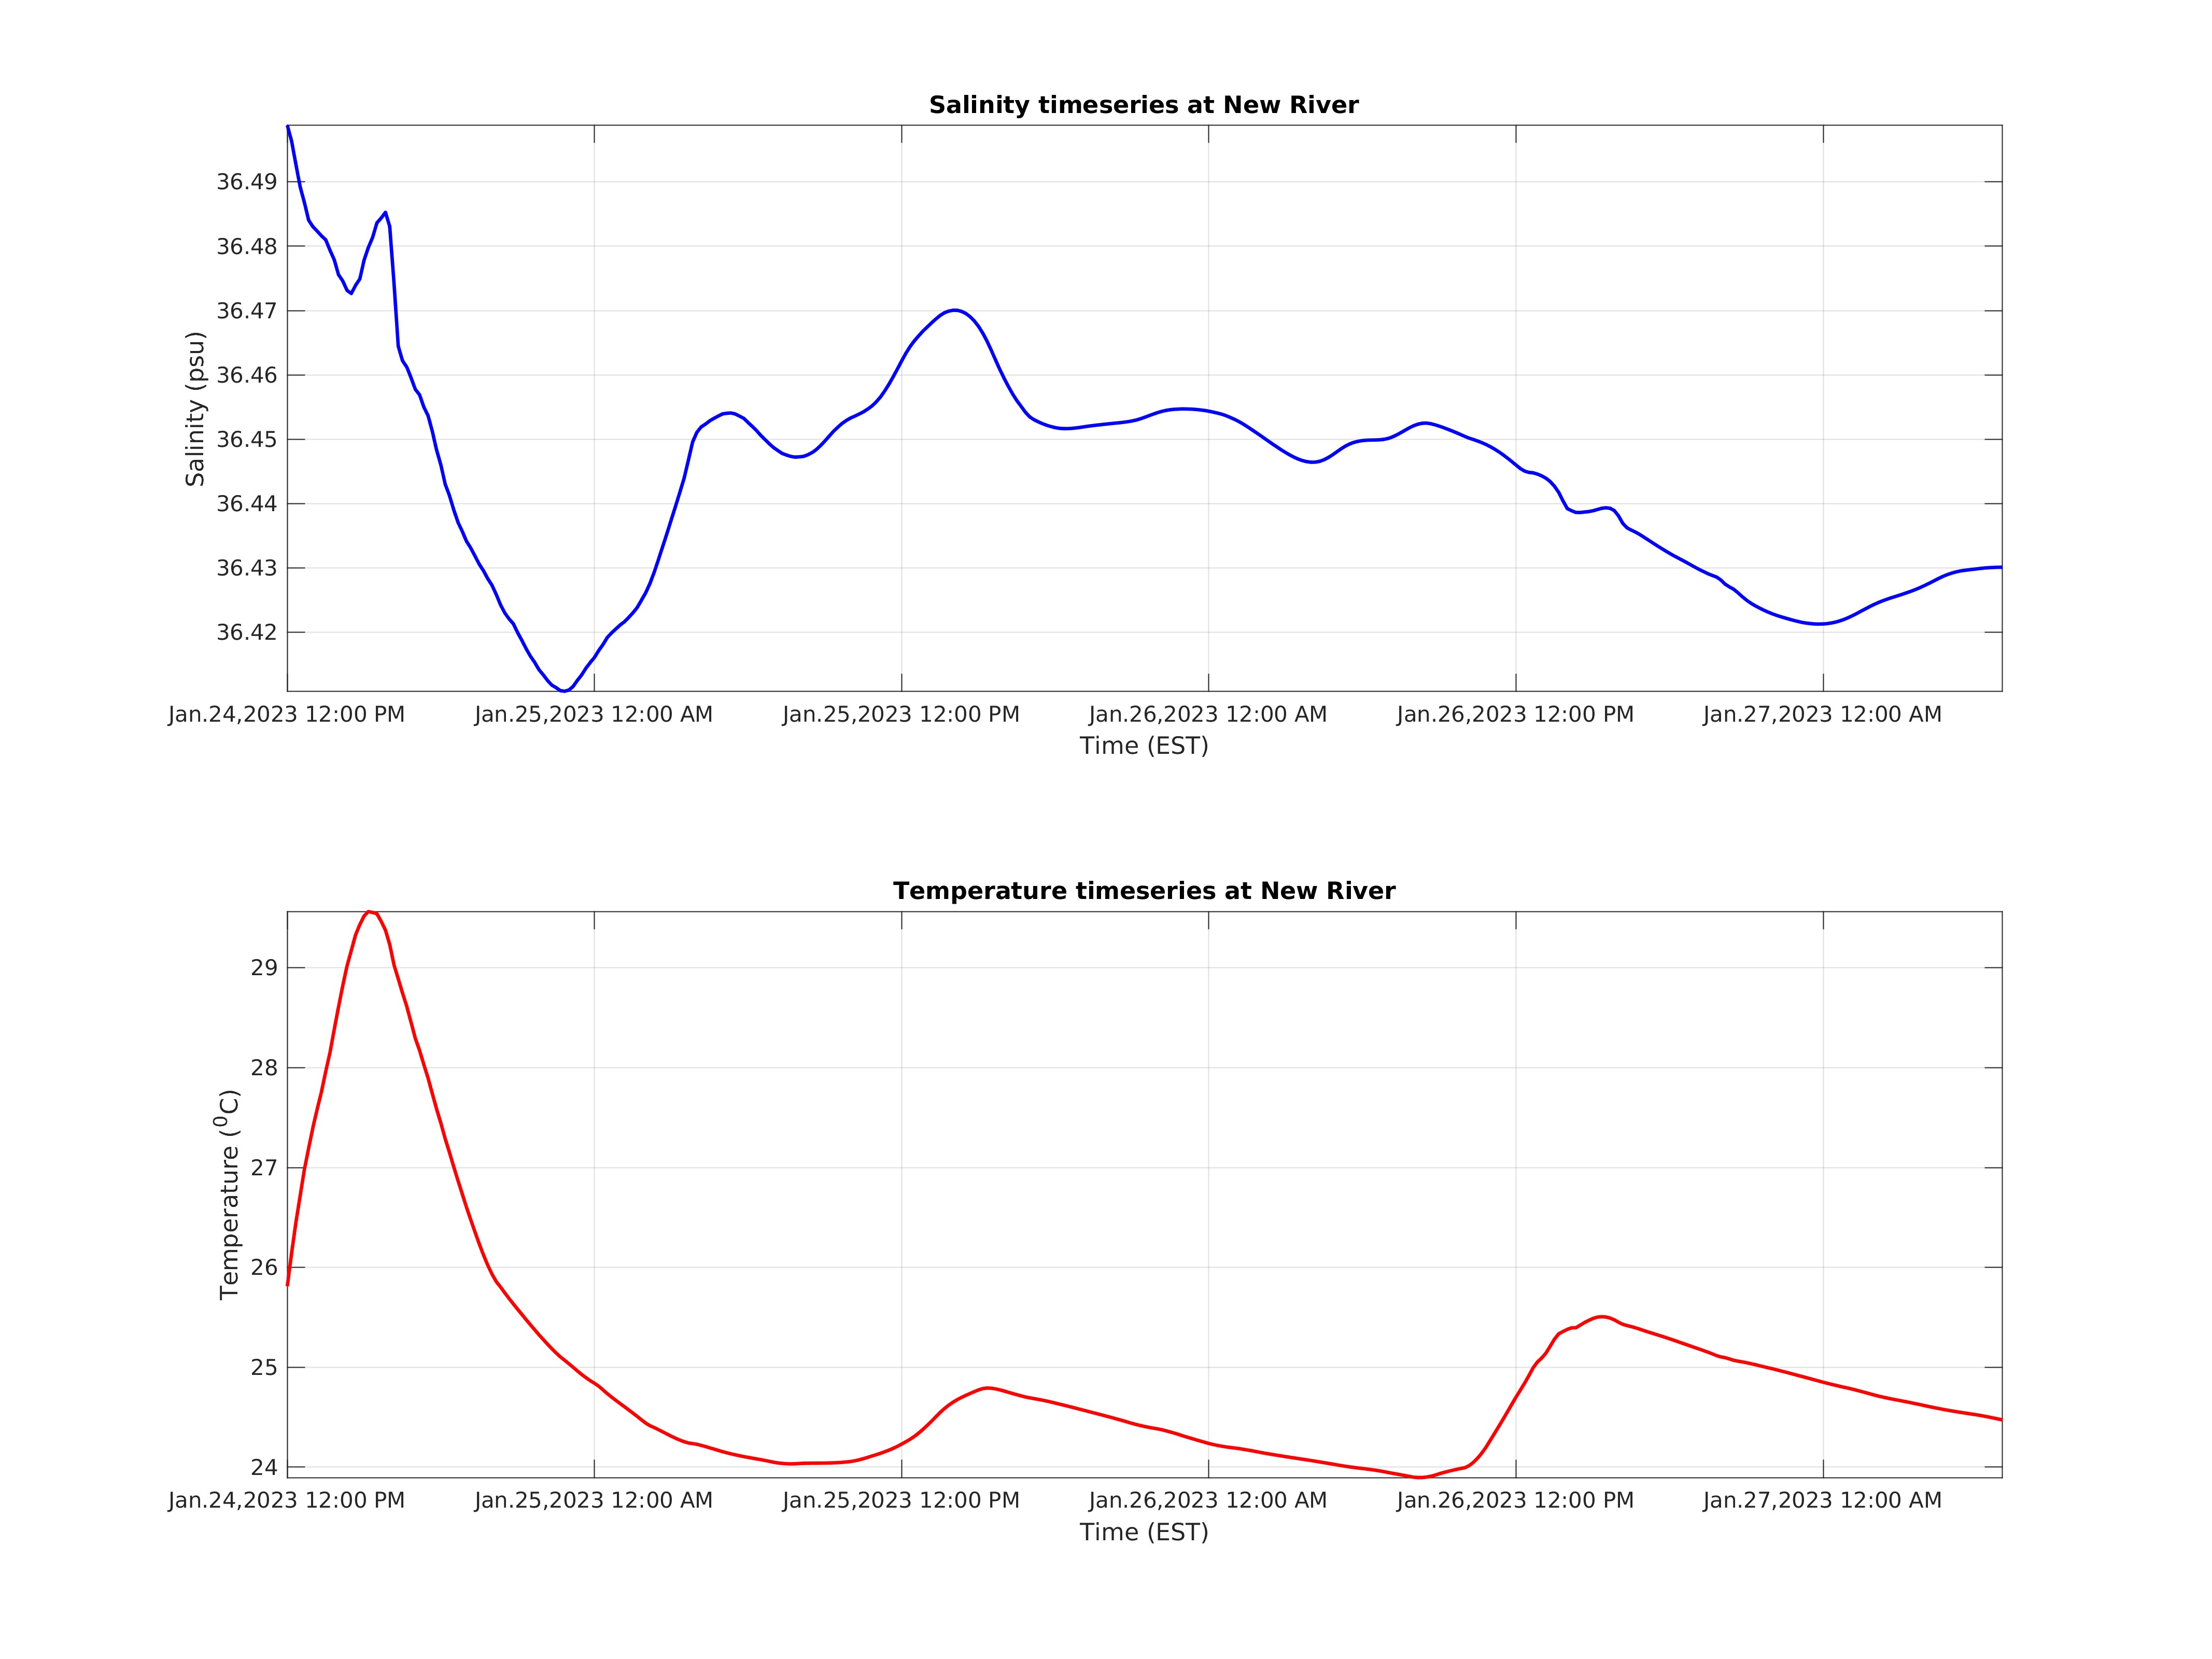 Salinity timeseries at New River
Salinity (psu)
36.49
36.48
36.47
36.46
36.45
36.44
36.43
36.42
Jan.24,2023 12:00 PM Jan.25,2023 12:00 AM Jan.25,2023 12:00 PM Jan.26,2023 12:00 AM Jan.26,2023 12:00 PM Jan.27,2023 12:00 AM
Time (EST)
Temperature timeseries at New River
Temperature (⁰C)
29
28
27
26
25
24
Jan.24,2023 12:00 PM Jan.25,2023 12:00 AM Jan.25,2023 12:00 PM Jan.26,2023 12:00 AM Jan.26,2023 12:00 PM Jan.27,2023 12:00 AM
Time (EST)